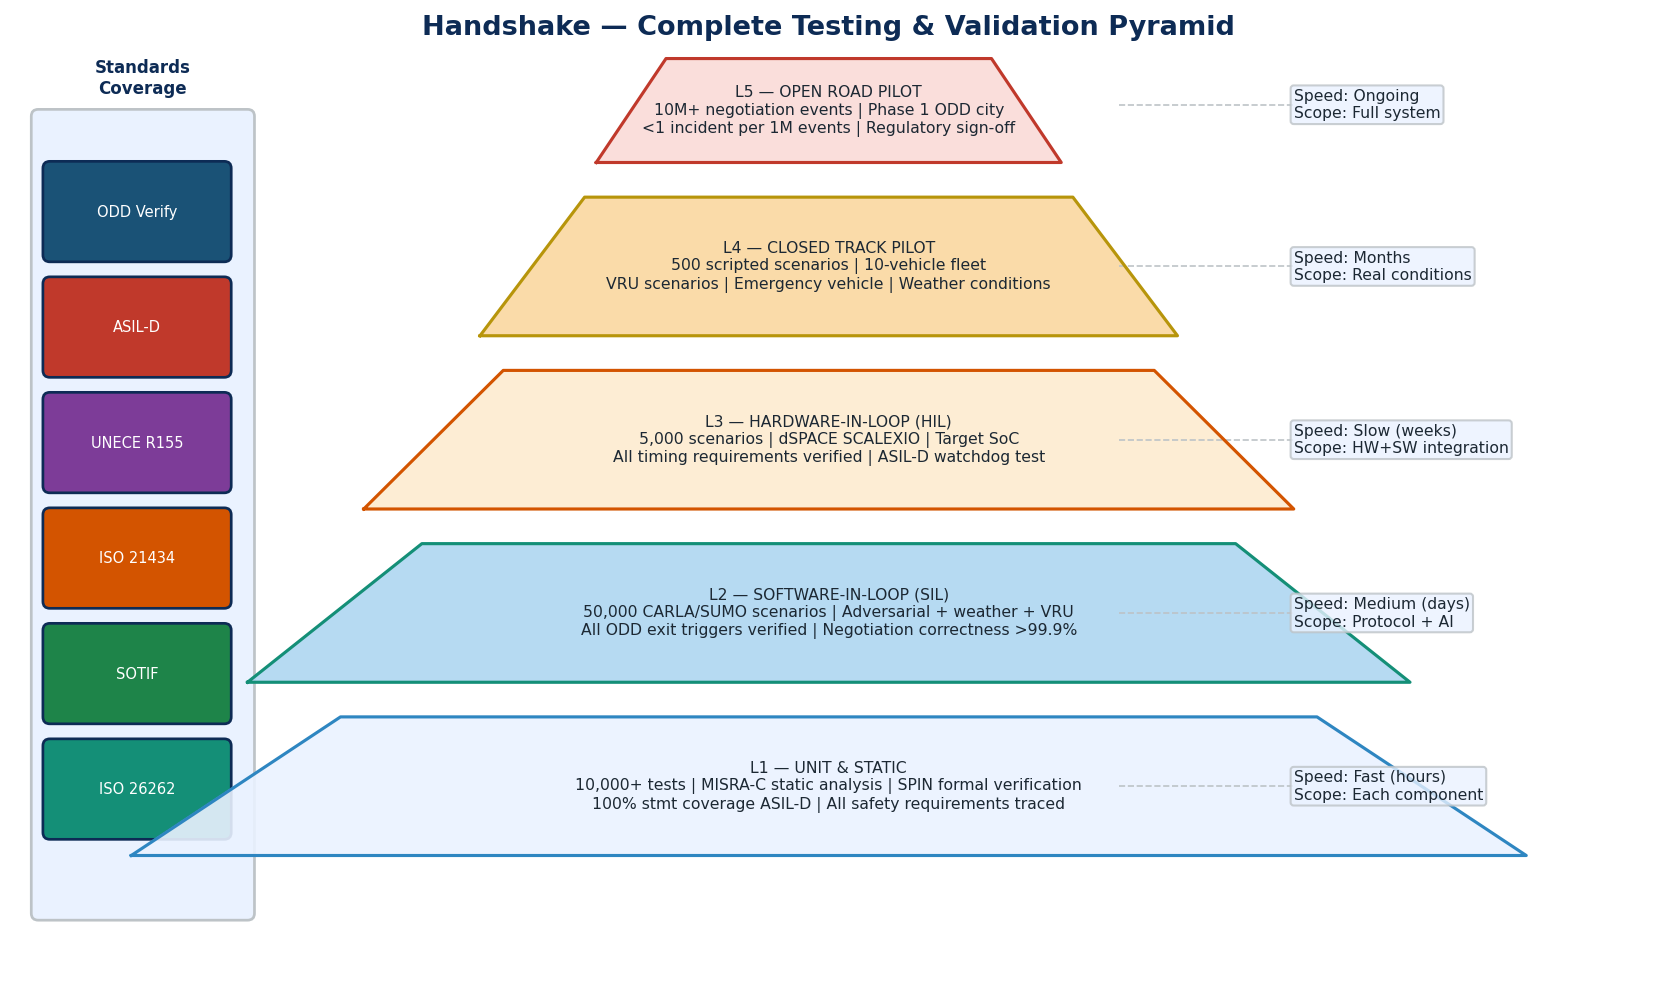 Handshake — Complete Testing & Validation Pyramid
Standards
Coverage
ODD Verify
ASIL-D
UNECE R155
ISO 21434
SOTIF
ISO 26262
L5 — OPEN ROAD PILOT
10M+ negotiation events | Phase 1 ODD city
<1 incident per 1M events | Regulatory sign-off
Speed: Ongoing
Scope: Full system
L4 — CLOSED TRACK PILOT
500 scripted scenarios | 10-vehicle fleet
VRU scenarios | Emergency vehicle | Weather conditions
Speed: Months
Scope: Real conditions
L3 — HARDWARE-IN-LOOP (HIL)
5,000 scenarios | dSPACE SCALEXIO | Target SoC
All timing requirements verified | ASIL-D watchdog test
Speed: Slow (weeks)
Scope: HW+SW integration
L2 — SOFTWARE-IN-LOOP (SIL)
50,000 CARLA/SUMO scenarios | Adversarial + weather + VRU
All ODD exit triggers verified | Negotiation correctness >99.9%
Speed: Medium (days)
Scope: Protocol + AI
L1 — UNIT & STATIC
10,000+ tests | MISRA-C static analysis | SPIN formal verification
100% stmt coverage ASIL-D | All safety requirements traced
Speed: Fast (hours)
Scope: Each component